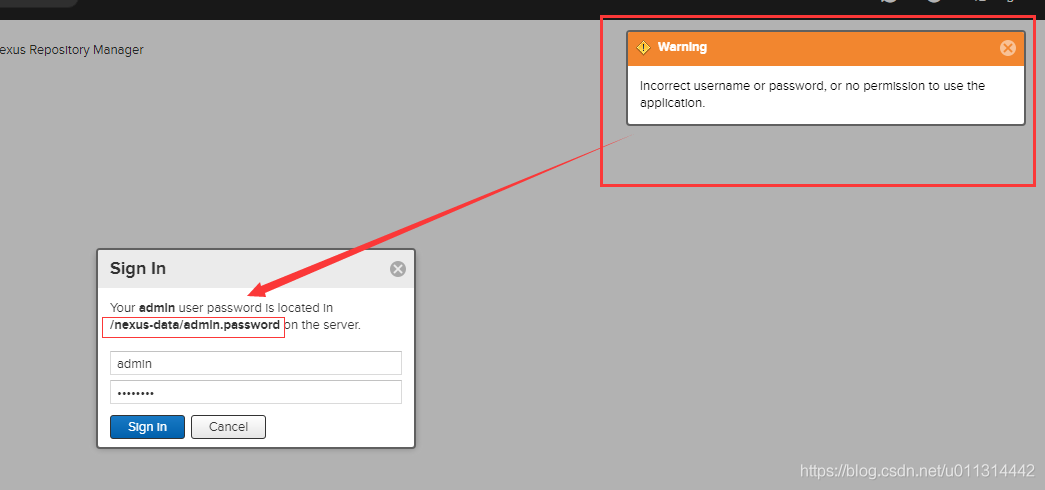 exus Repository Manager
Warning
Incorrect username or password, or no permission to use the
application.
Sign In
Your admin user password is located in
/nexus-data/admin.password on the server.
admin
••••••••
Sign in
Cancel
https://blog.csdn.net/u011314442